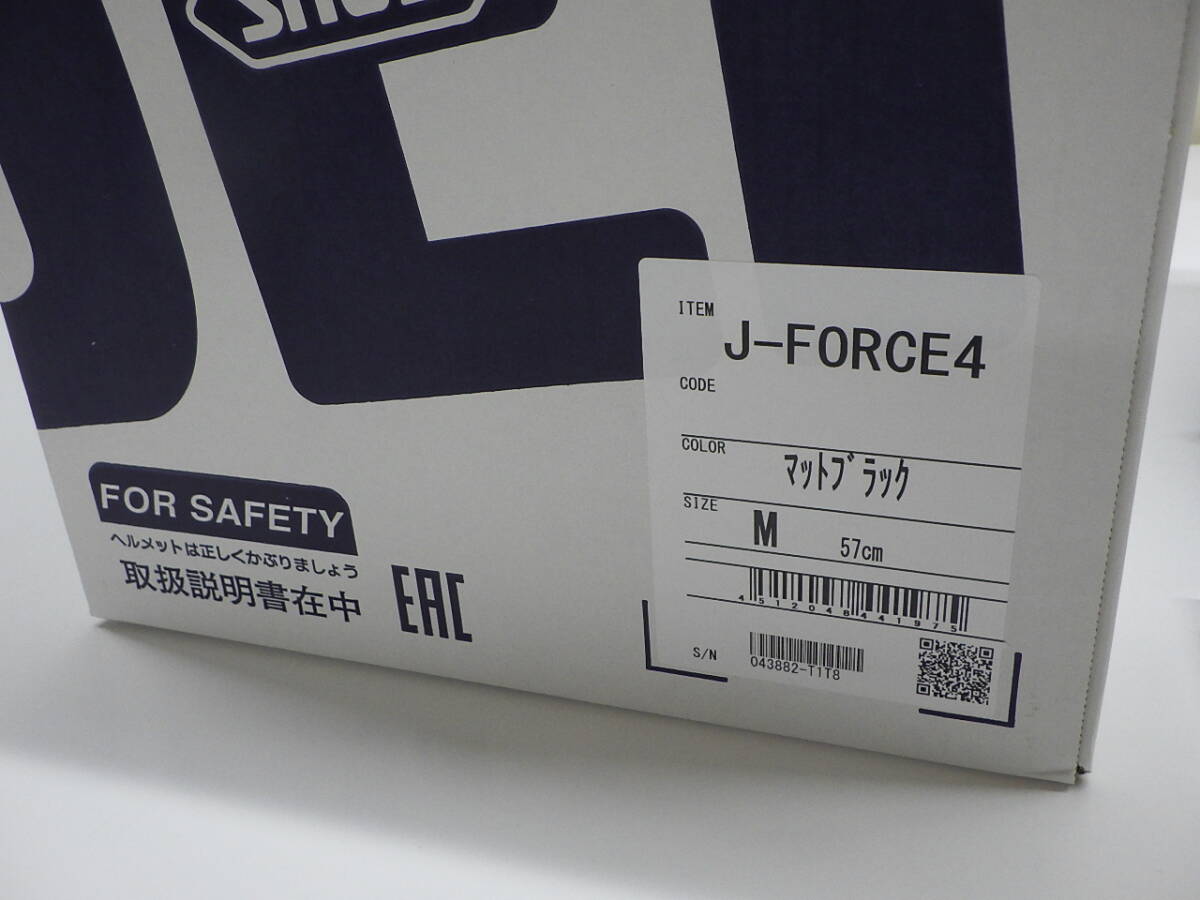 ITEM
J-FORCE4
CODE
COLOR
ﾏｯﾄﾌﾞﾗｯｸ
SIZE
M 57cm
4512048441975
S/N
043882-T1T8
FOR SAFETY
ヘルメットは正しくかぶりましょう
取扱説明書在中
EAC